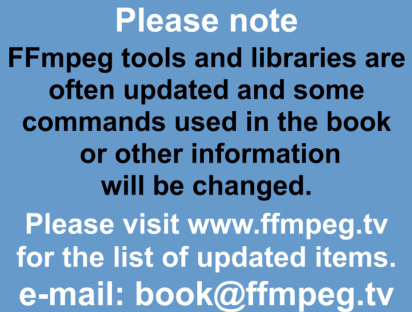 Please note
FFmpeg tools and libraries are
often updated and some
commands used in the book
or other information
will be changed.
Please visit www.ffmpeg.tv
for the list of updated items.
e-mail: book@ffmpeg.tv